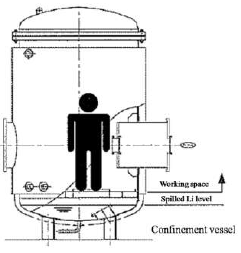 Working space
Spilled Li level
Confinement vessel